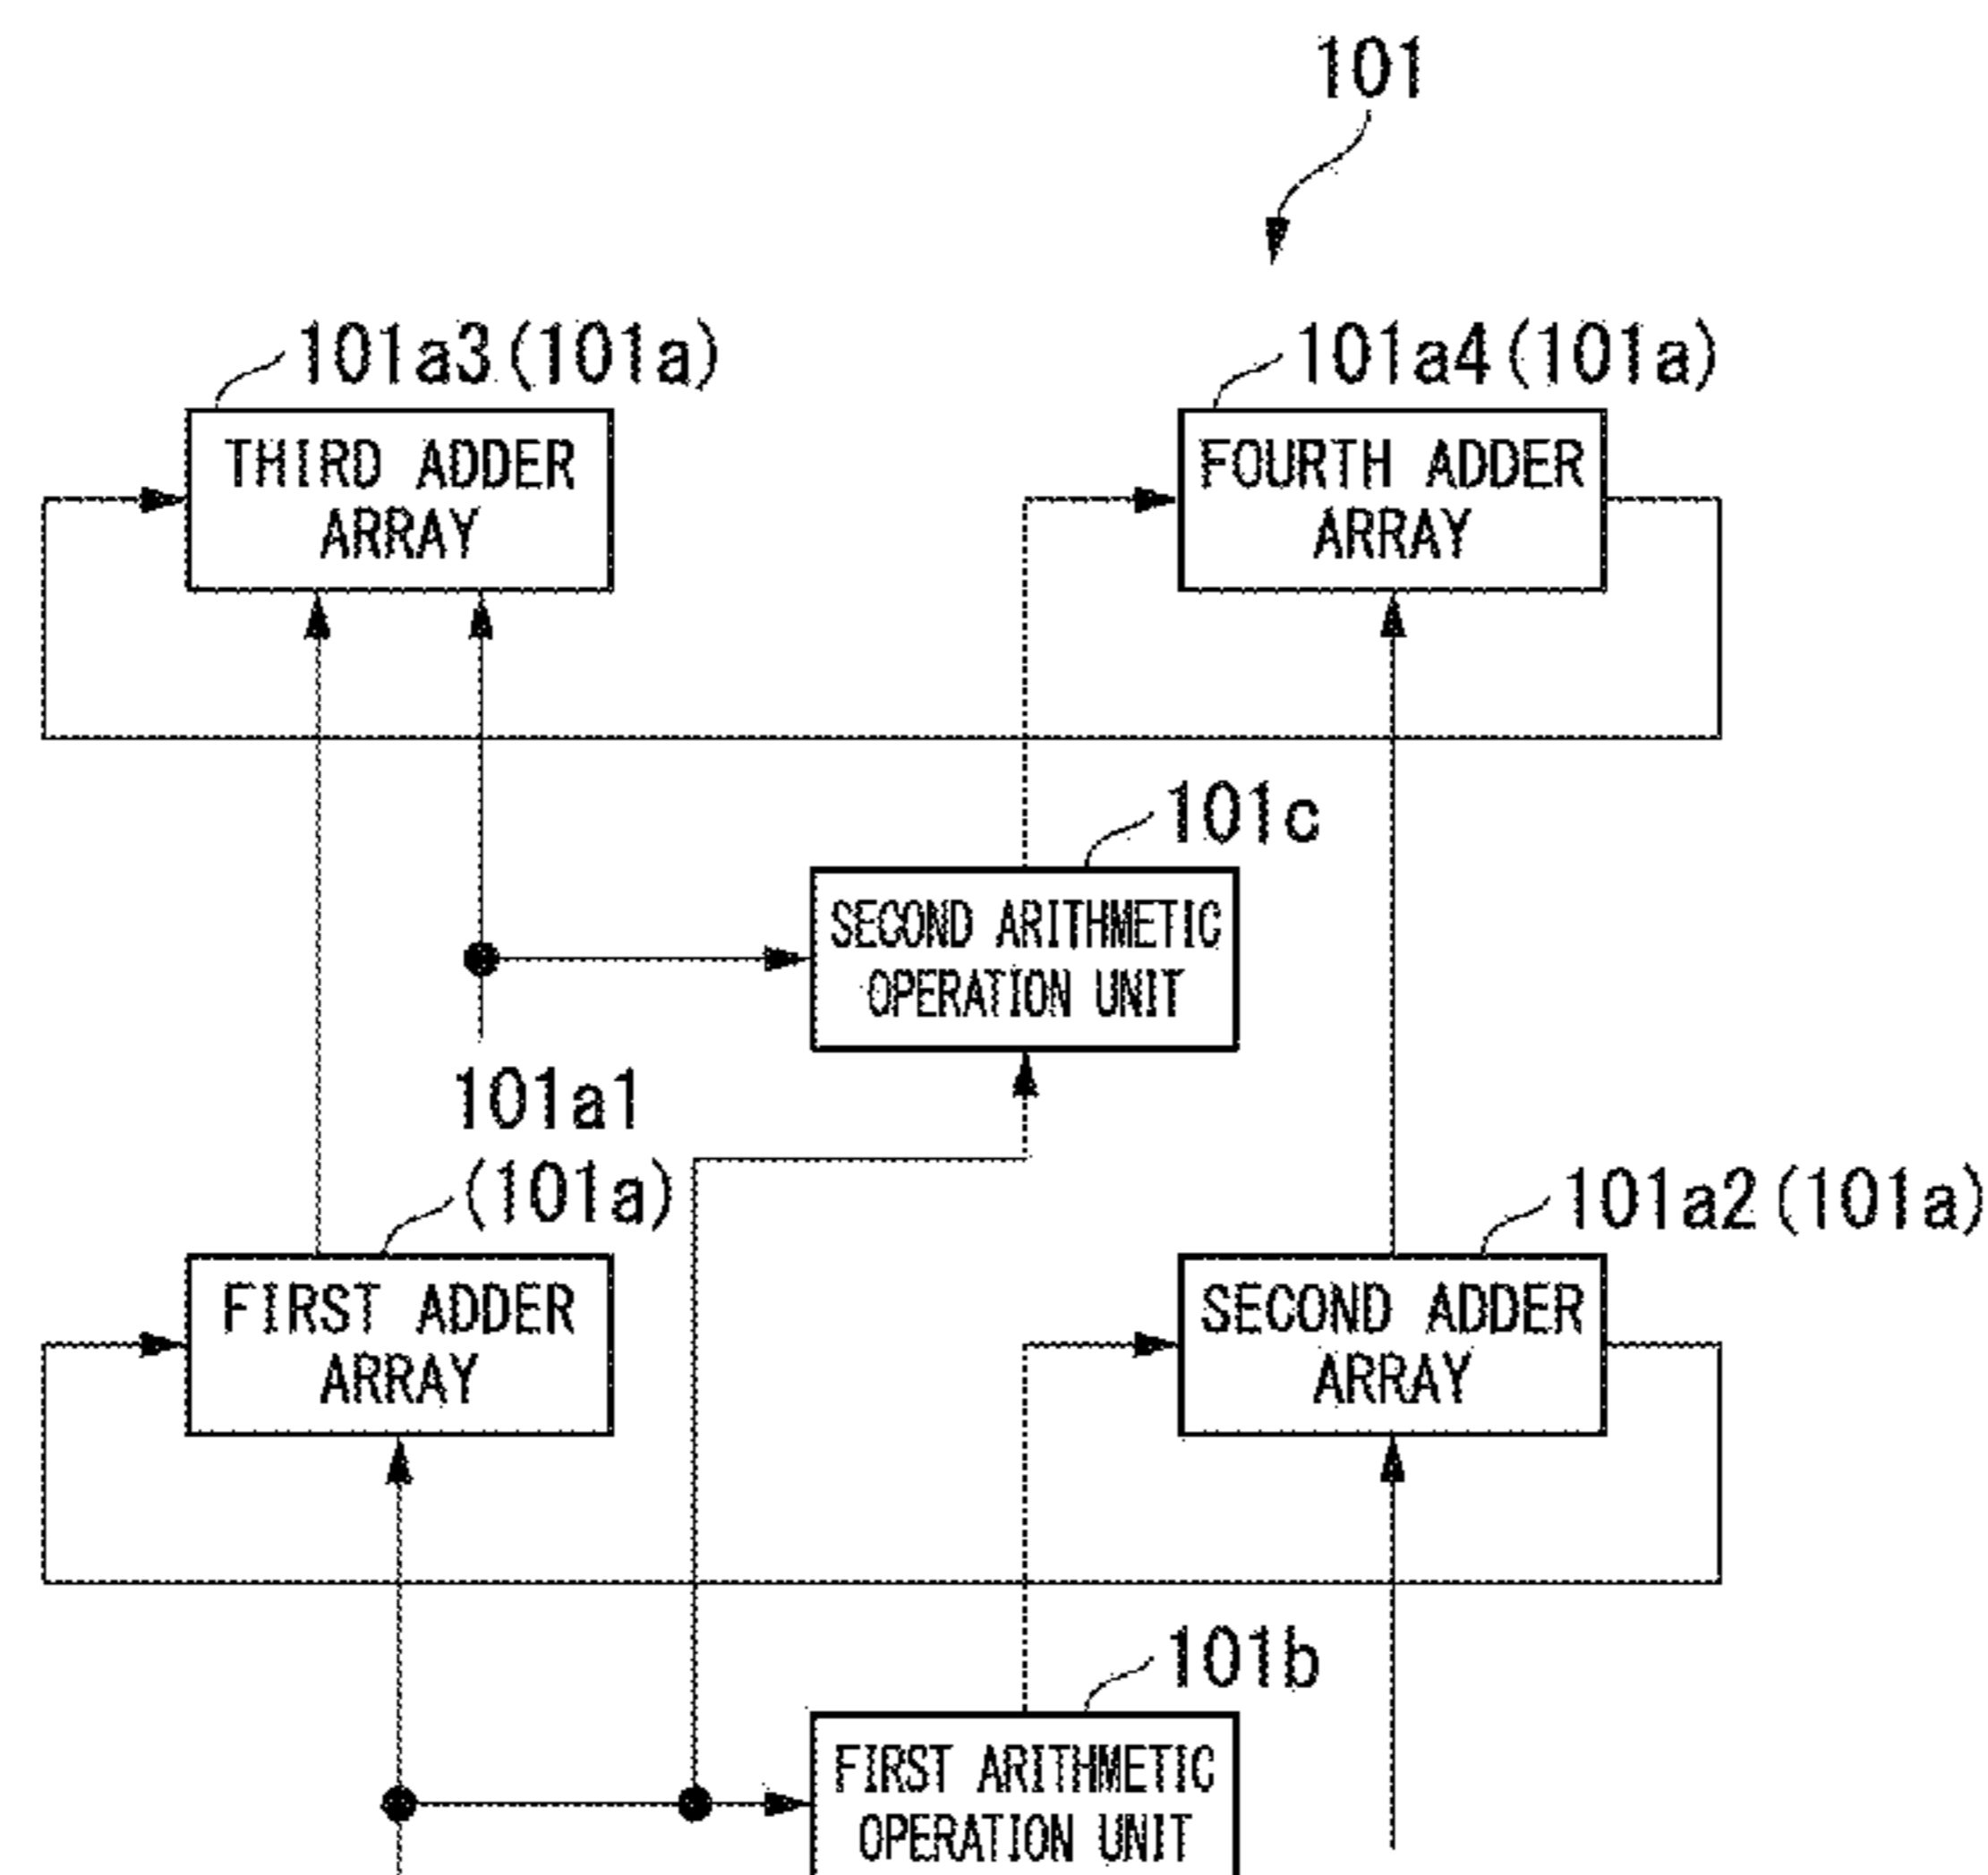 101
101a3(101a)
101a4(101a)
THIRD ADDER
ARRAY
FOURTH ADDER
ARRAY
101c
SECOND ARITHMETIC
OPERATION UNIT
101a1
(101a)
101a2(101a)
FIRST ADDER
ARRAY
SECOND ADDER
ARRAY
101b
FIRST ARITHMETIC
OPERATION UNIT